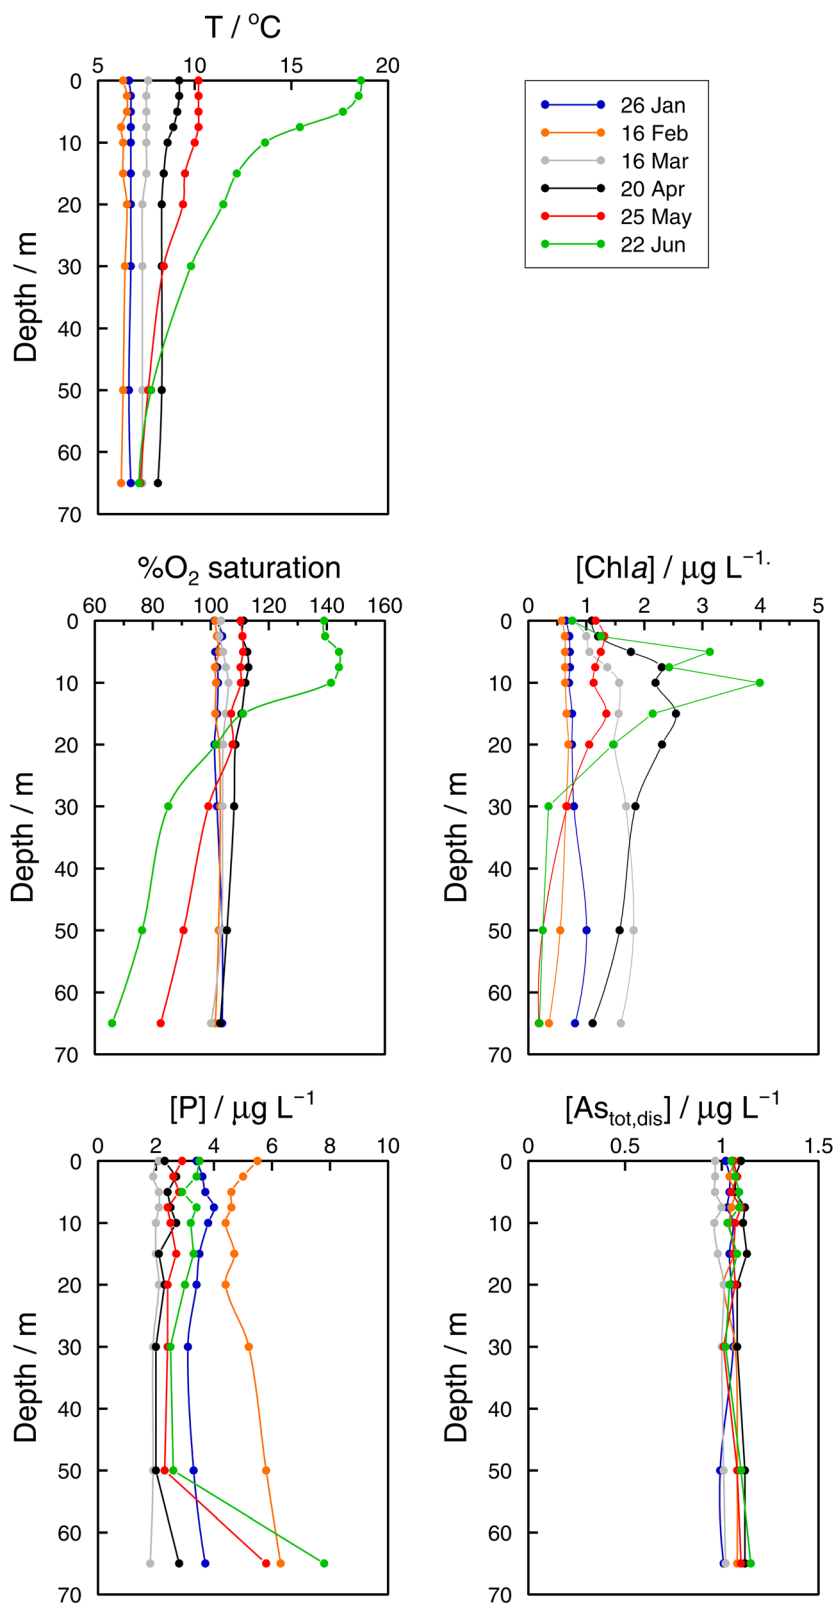 T / °C
5 10 15 20
0
10
20
30
40
50
60
70
Depth / m
26 Jan
16 Feb
16 Mar
20 Apr
25 May
22 Jun
%O₂ saturation
60 80 100 120 140 160
0
10
20
30
40
50
60
70
Depth / m
[Chla] / μg L⁻¹·
0 1 2 3 4 5
0
10
20
30
40
50
60
70
Depth / m
[P] / μg L⁻¹
0 2 4 6 8 10
0
10
20
30
40
50
60
70
Depth / m
[As_tot,dis] / μg L⁻¹
0 0.5 1 1.5
0
10
20
30
40
50
60
70
Depth / m